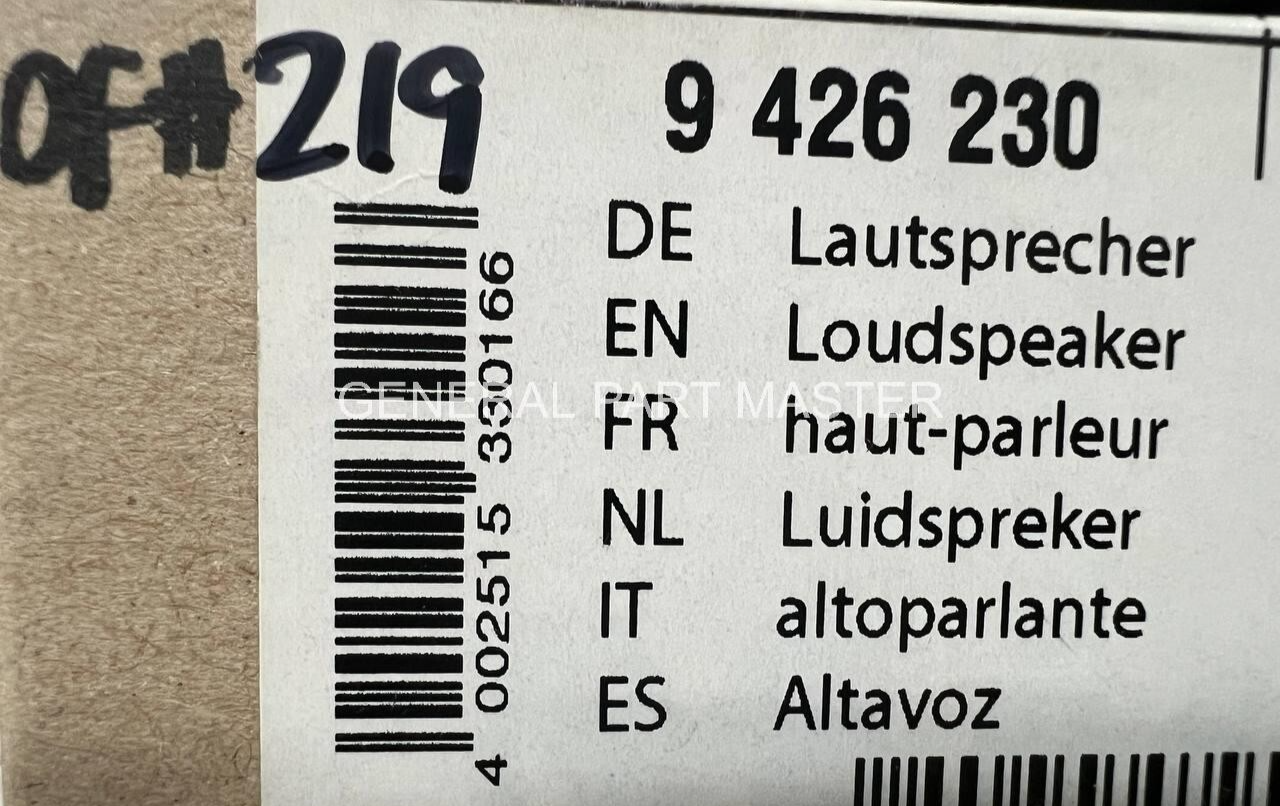 OF#219
9 426 230
DE Lautsprecher
EN Loudspeaker
FR haut-parleur
NL Luidspreker
IT altoparlante
ES Altavoz
4 002515 330166
GENERAL PART MASTER